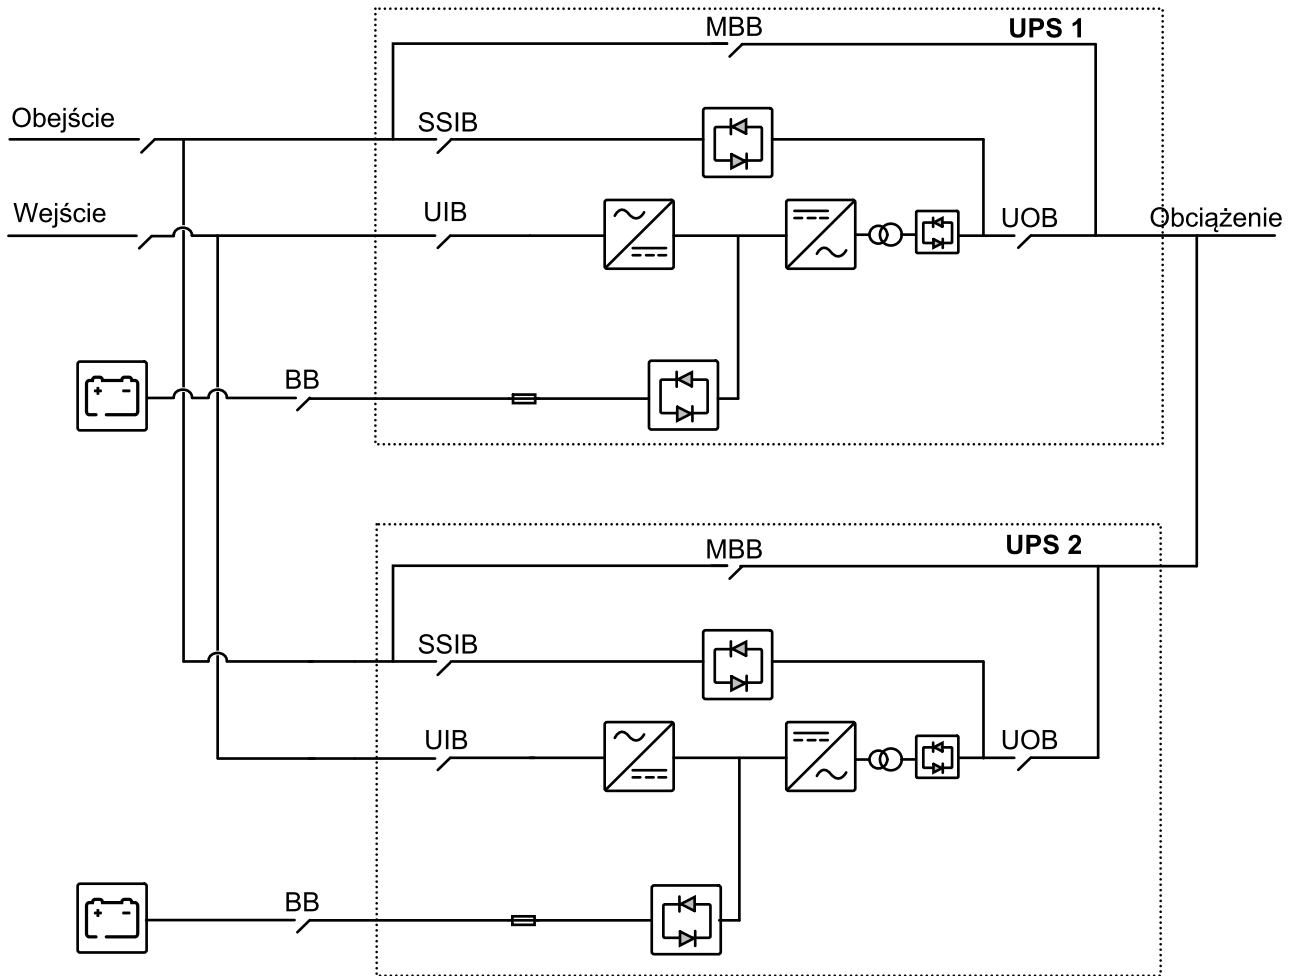 MBB
UPS 1
Obejście
SSIB
Wejście
UIB
UOB
Obciążenie
BB
MBB
UPS 2
SSIB
UIB
UOB
BB